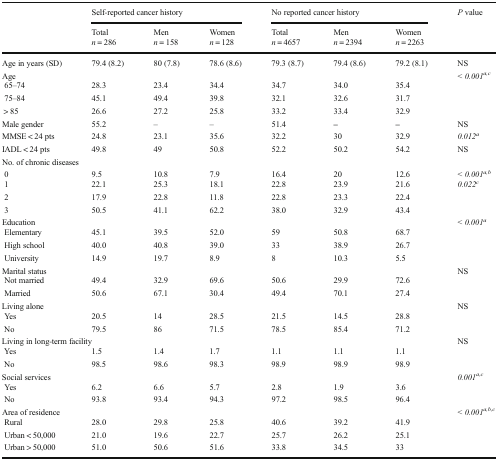 Self-reported cancer history No reported cancer history P value
Total Men Women Total Men Women
n = 286 n = 158 n = 128 n = 4657 n = 2394 n = 2263
Age in years (SD) 79.4 (8.2) 80 (7.8) 78.6 (8.6) 79.3 (8.7) 79.4 (8.6) 79.2 (8.1) NS
Age < 0.001a,c
65–74 28.3 23.4 34.4 34.7 34.0 35.4
75–84 45.1 49.4 39.8 32.1 32.6 31.7
> 85 26.6 27.2 25.8 33.2 33.4 32.9
Male gender 55.2 – – 51.4 – – NS
MMSE < 24 pts 24.8 23.1 35.6 32.2 30 32.9 0.012a
IADL < 24 pts 49.8 49 50.8 52.2 50.2 54.2 NS
No. of chronic diseases
0 9.5 10.8 7.9 16.4 20 12.6 < 0.001a,b
1 22.1 25.3 18.1 22.8 23.9 21.6 0.022c
2 17.9 22.8 11.8 22.8 23.3 22.4
3 50.5 41.1 62.2 38.0 32.9 43.4
Education < 0.001a
Elementary 45.1 39.5 52.0 59 50.8 68.7
High school 40.0 40.8 39.0 33 38.9 26.7
University 14.9 19.7 8.9 8 10.3 5.5
Marital status NS
Not married 49.4 32.9 69.6 50.6 29.9 72.6
Married 50.6 67.1 30.4 49.4 70.1 27.4
Living alone NS
Yes 20.5 14 28.5 21.5 14.5 28.8
No 79.5 86 71.5 78.5 85.4 71.2
Living in long-term facility NS
Yes 1.5 1.4 1.7 1.1 1.1 1.1
No 98.5 98.6 98.3 98.9 98.9 98.9
Social services 0.001a,c
Yes 6.2 6.6 5.7 2.8 1.9 3.6
No 93.8 93.4 94.3 97.2 98.5 96.4
Area of residence < 0.001a,b,c
Rural 28.0 29.8 25.8 40.6 39.2 41.9
Urban < 50,000 21.0 19.6 22.7 25.7 26.2 25.1
Urban > 50,000 51.0 50.6 51.6 33.8 34.5 33